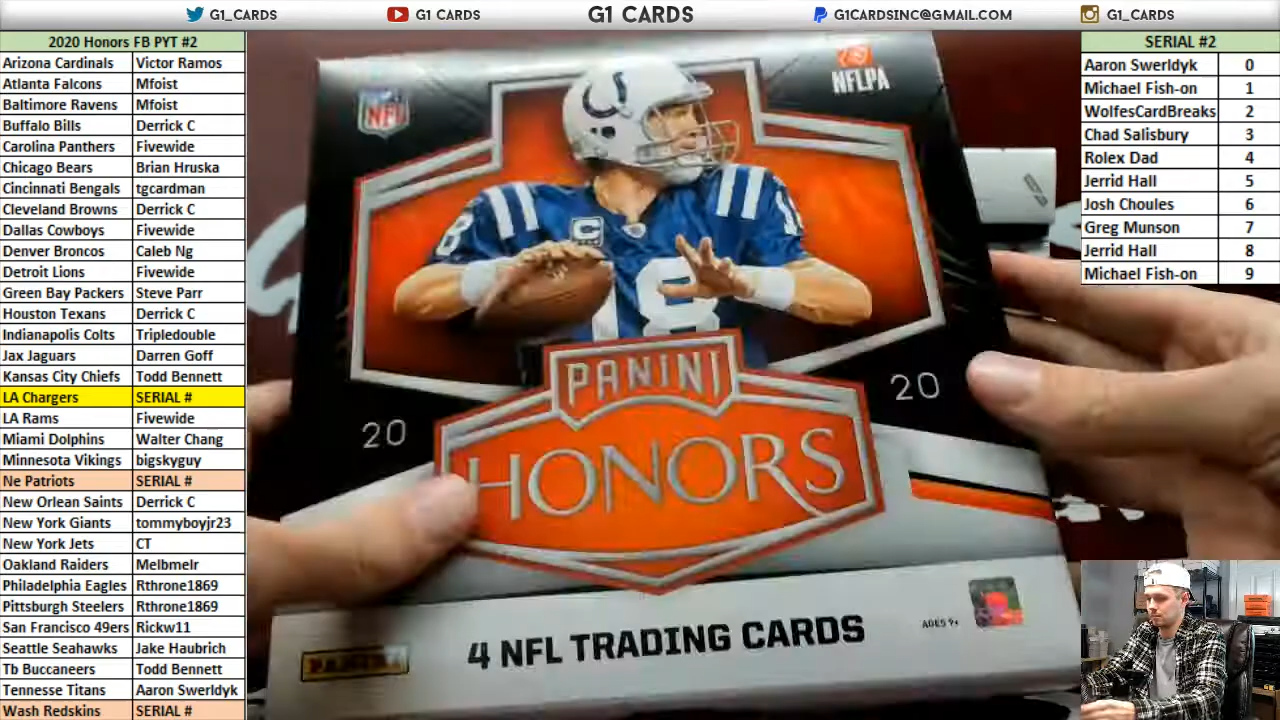 G1_CARDS
G1 CARDS
G1 CARDS
G1CARDSINC@GMAIL.COM
G1_CARDS
2020 Honors FB PYT #2
Arizona Cardinals Victor Ramos
Atlanta Falcons Mfoist
Baltimore Ravens Mfoist
Buffalo Bills Derrick C
Carolina Panthers Fivewide
Chicago Bears Brian Hruska
Cincinnati Bengals tgcardman
Cleveland Browns Derrick C
Dallas Cowboys Fivewide
Denver Broncos Caleb Ng
Detroit Lions Fivewide
Green Bay Packers Steve Parr
Houston Texans Derrick C
Indianapolis Colts Tripledouble
Jax Jaguars Darren Goff
Kansas City Chiefs Todd Bennett
LA Chargers SERIAL #
LA Rams Fivewide
Miami Dolphins Walter Chang
Minnesota Vikings bigskyguy
Ne Patriots SERIAL #
New Orlean Saints Derrick C
New York Giants tommyboyjr23
New York Jets CT
Oakland Raiders Melbmelr
Philadelphia Eagles Rthrone1869
Pittsburgh Steelers Rthrone1869
San Francisco 49ers Rickw11
Seattle Seahawks Jake Haubrich
Tb Buccaneers Todd Bennett
Tennesse Titans Aaron Swerldyk
Wash Redskins SERIAL #
NFL
NFLPA
18
C
18
18
PANINI
20 20
HONORS
4 NFL TRADING CARDS
AGES 9+
PANINI
SERIAL #2
Aaron Swerldyk 0
Michael Fish-on 1
WolfesCardBreaks 2
Chad Salisbury 3
Rolex Dad 4
Jerrid Hall 5
Josh Choules 6
Greg Munson 7
Jerrid Hall 8
Michael Fish-on 9